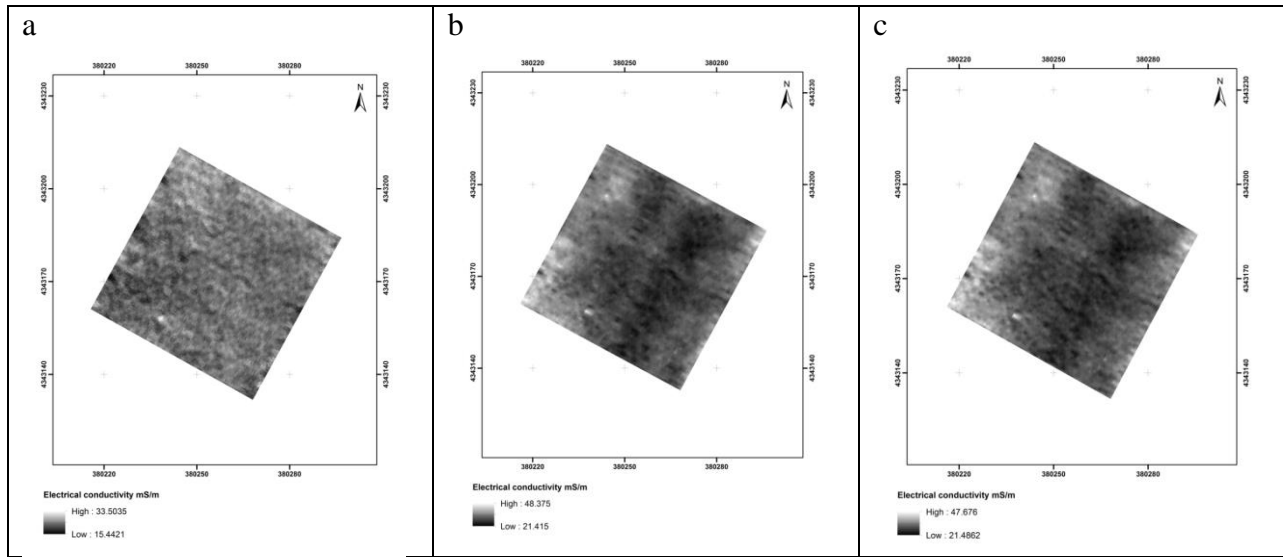 a
380220 380250 380280
N
4343230 4343230
4343200 4343200
4343170 4343170
4343140 4343140
380220 380250 380280
Electrical conductivity mS/m
High : 33.5035
Low : 15.4421
b
380220 380250 380280
N
4343230 4343230
4343200 4343200
4343170 4343170
4343140 4343140
380220 380250 380280
Electrical conductivity mS/m
High : 48.375
Low : 21.415
c
380220 380250 380280
N
4343230 4343230
4343200 4343200
4343170 4343170
4343140 4343140
380220 380250 380280
Electrical conductivity mS/m
High : 47.676
Low : 21.4862